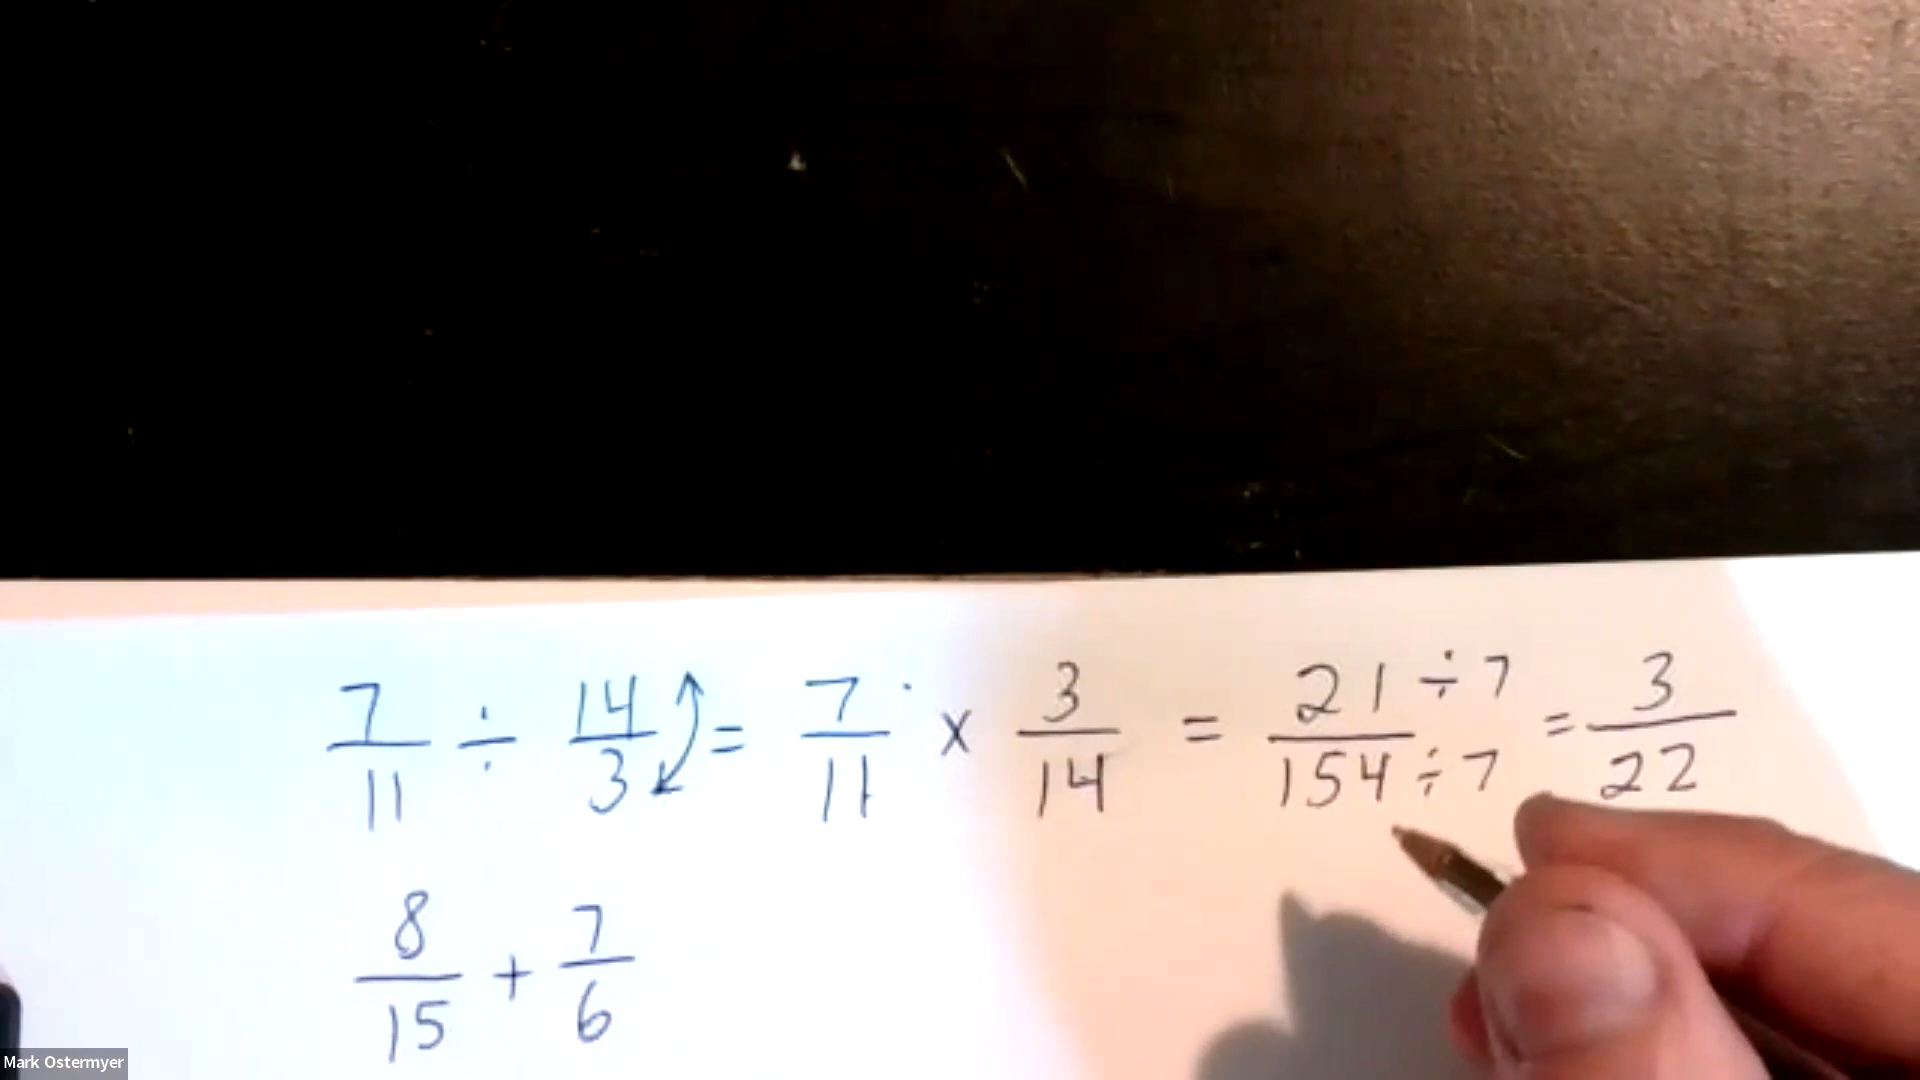 7/11 ÷ 14/3 = 7/11 x 3/14 = 21÷7/154÷7 = 3/22
8/15 + 7/6
Mark Ostermyer